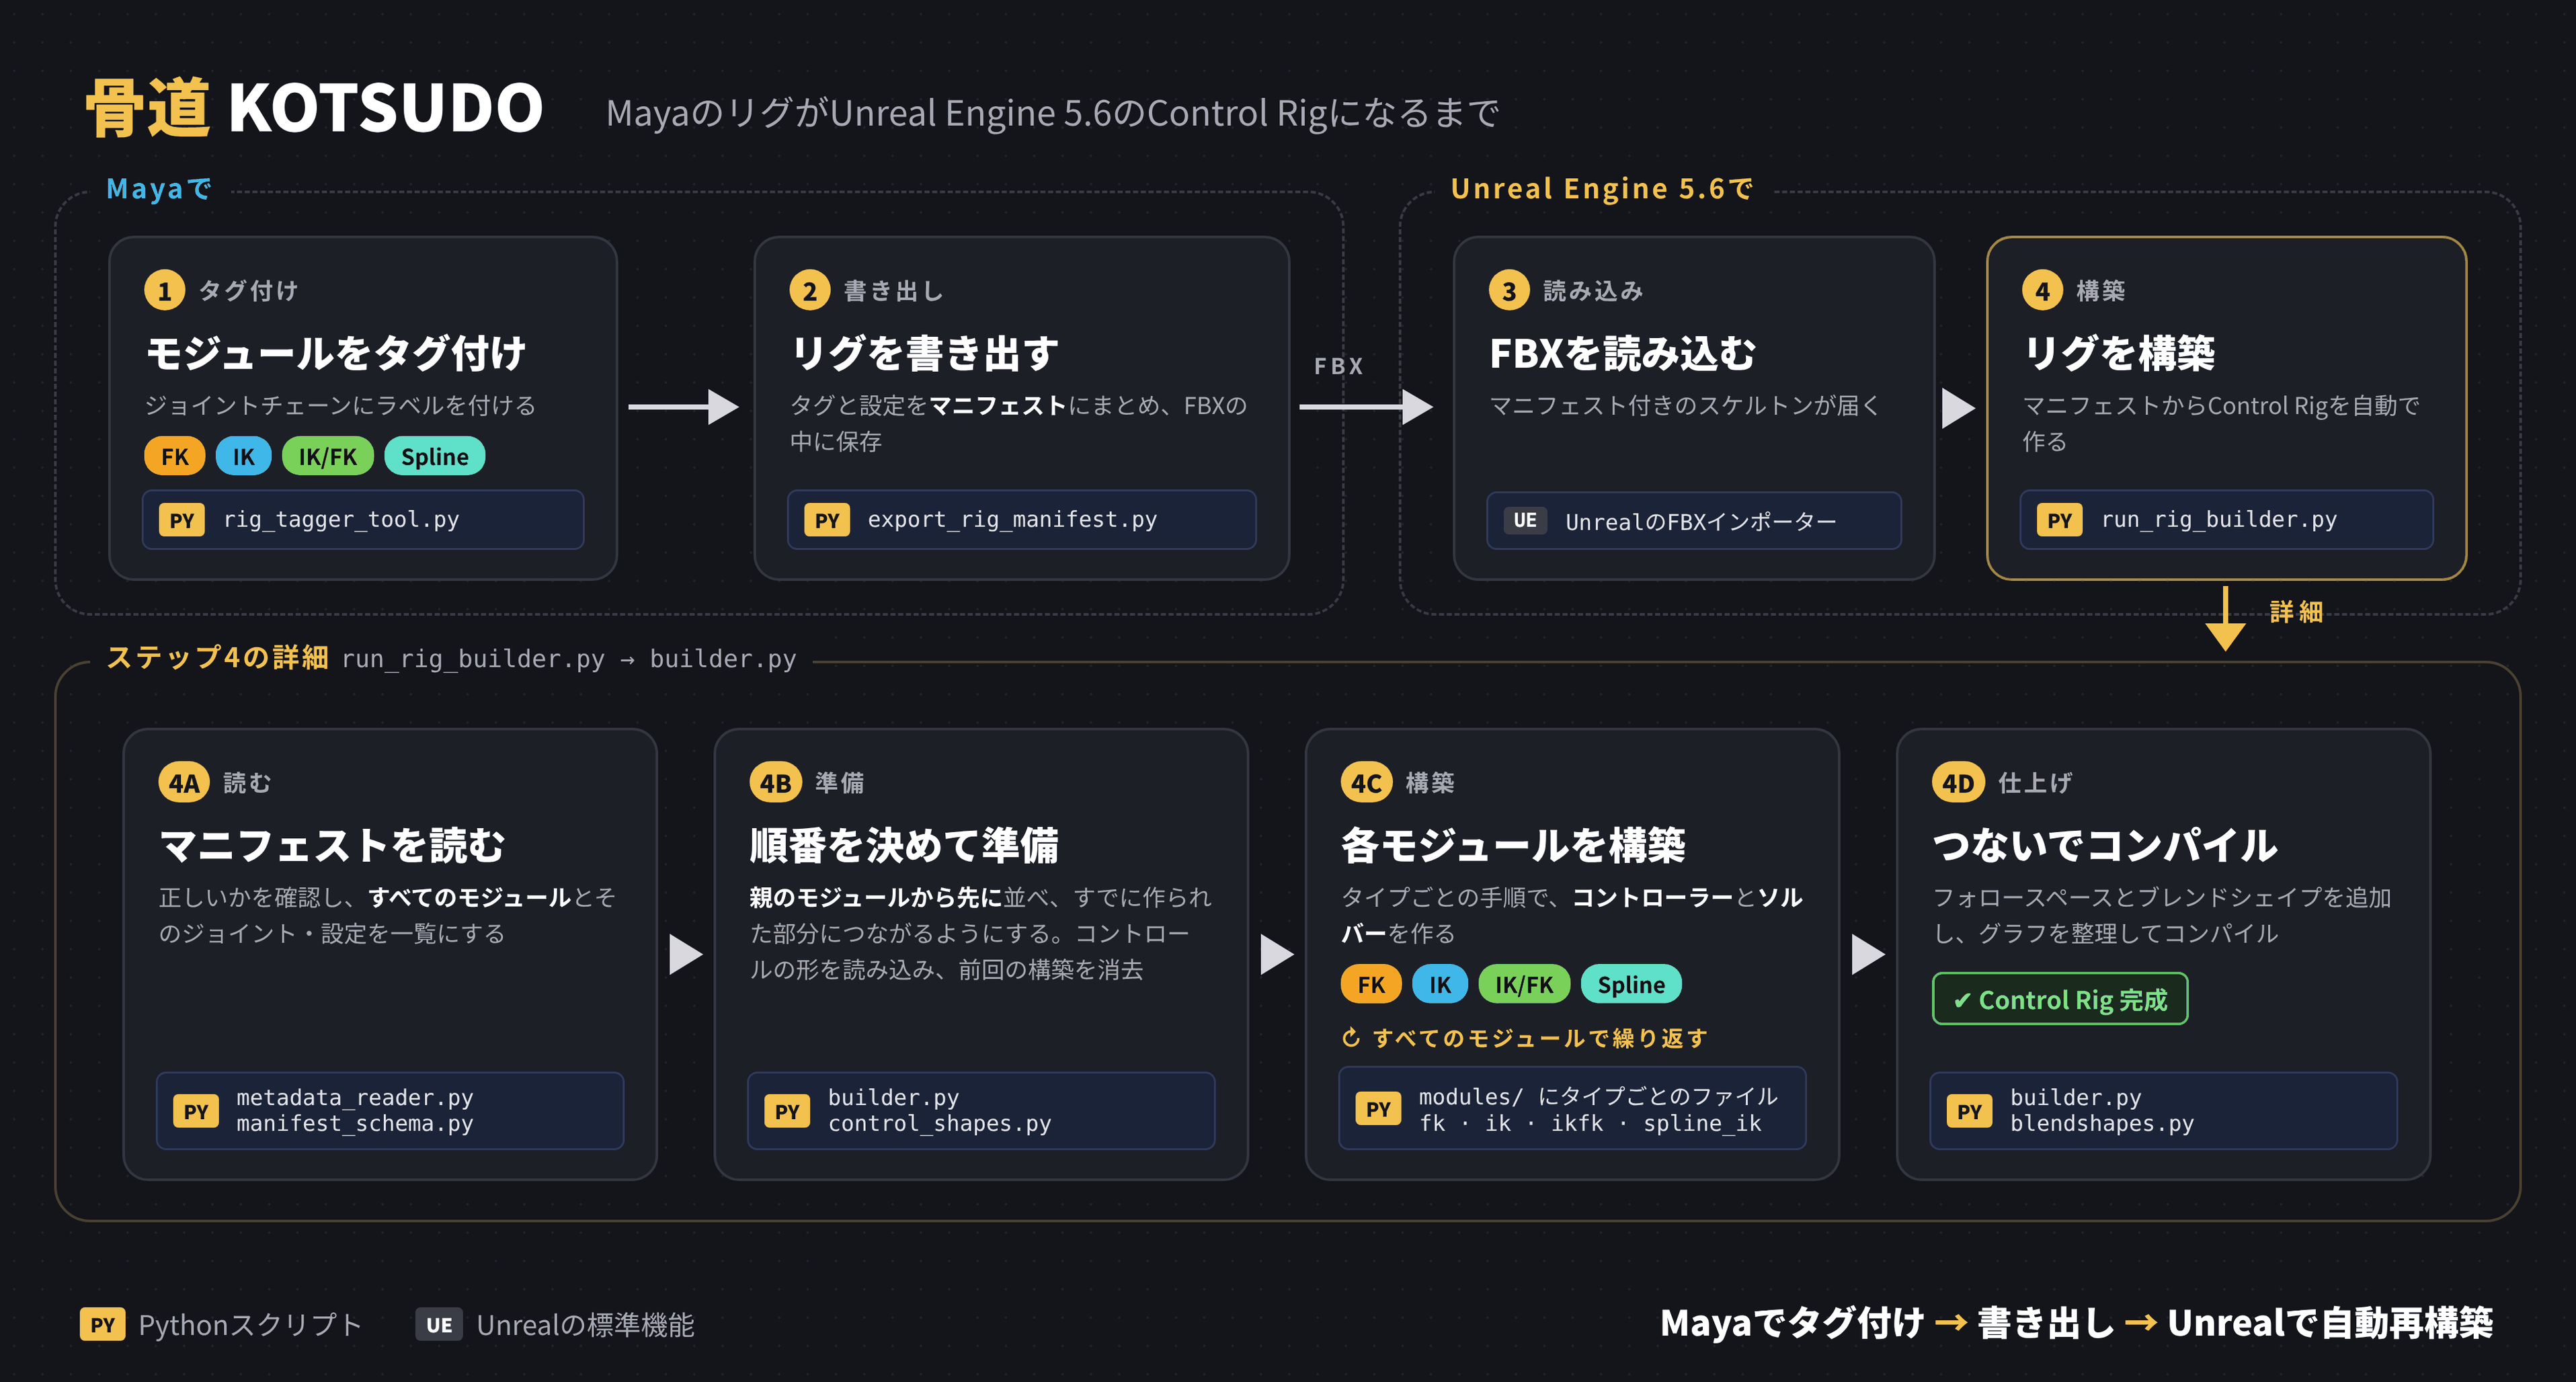 骨道 KOTSUDO
MayaのリグがUnreal Engine 5.6のControl Rigになるまで
Mayaで
1 タグ付け
モジュールをタグ付け
ジョイントチェーンにラベルを付ける
FK IK IK/FK Spline
PY rig_tagger_tool.py
2 書き出し
リグを書き出す
タグと設定をマニフェストにまとめ、FBXの
中に保存
PY export_rig_manifest.py
FBX
Unreal Engine 5.6で
3 読み込み
FBXを読み込む
マニフェスト付きのスケルトンが届く
UE UnrealのFBXインポーター
4 構築
リグを構築
マニフェストからControl Rigを自動で
作る
PY run_rig_builder.py
詳細
ステップ4の詳細 run_rig_builder.py → builder.py
4A 読む
マニフェストを読む
正しいかを確認し、すべてのモジュールとそ
のジョイント・設定を一覧にする
PY metadata_reader.py
manifest_schema.py
4B 準備
順番を決めて準備
親のモジュールから先に並べ、すでに作られ
た部分につながるようにする。コントロー
ルの形を読み込み、前回の構築を消去
PY builder.py
control_shapes.py
4C 構築
各モジュールを構築
タイプごとの手順で、コントローラーとソル
バーを作る
FK IK IK/FK Spline
↻ すべてのモジュールで繰り返す
PY modules/ にタイプごとのファイル
fk · ik · ikfk · spline_ik
4D 仕上げ
つないでコンパイル
フォロースペースとブレンドシェイプを追加
し、グラフを整理してコンパイル
✔ Control Rig 完成
PY builder.py
blendshapes.py
PY Pythonスクリプト
UE Unrealの標準機能
Mayaでタグ付け → 書き出し → Unrealで自動再構築